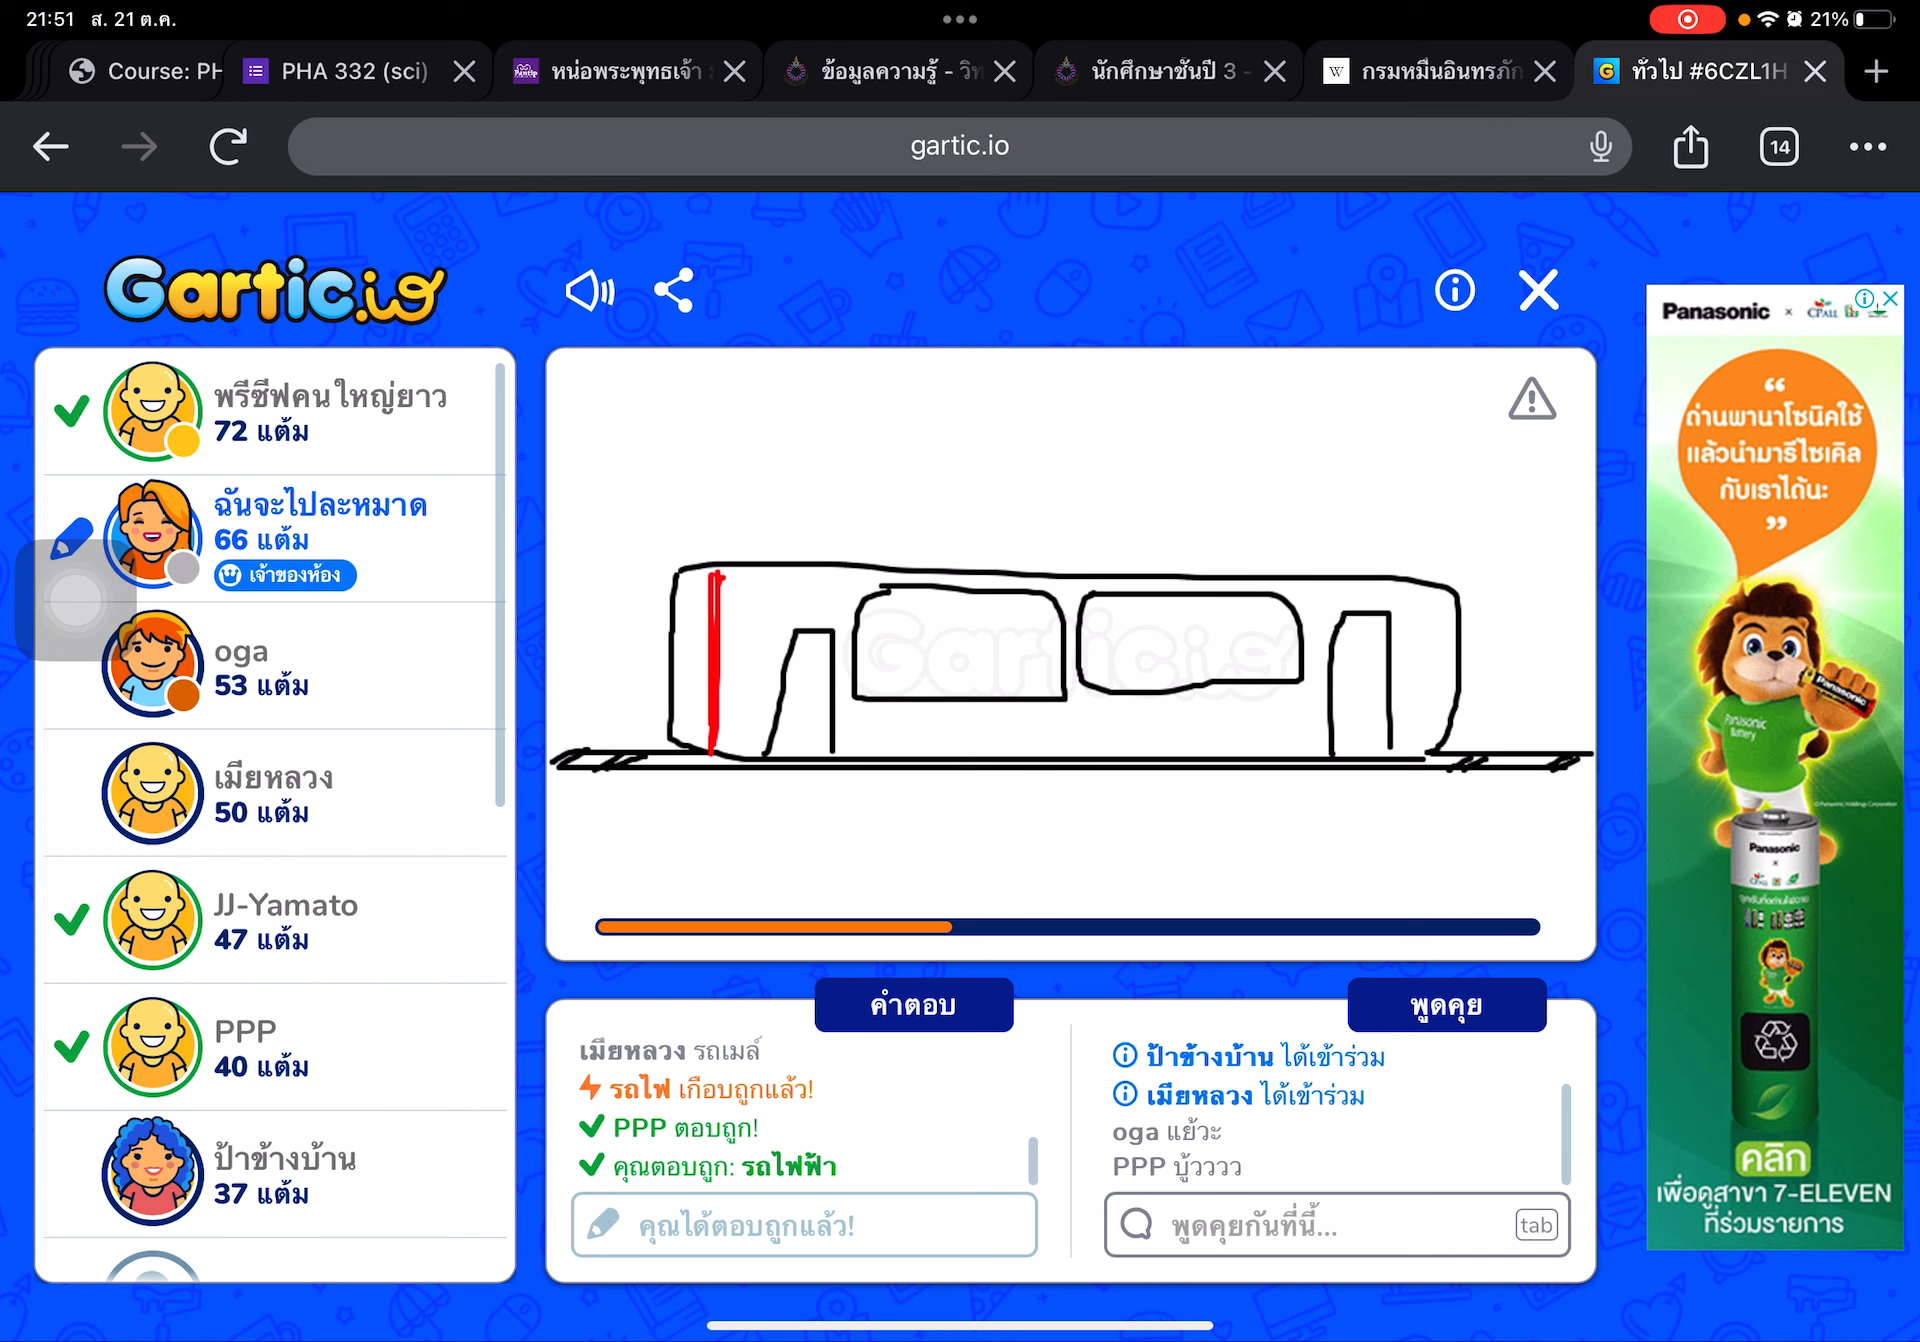 21:51 ส. 21 ต.ค.
21%
Course: PH
PHA 332 (sci)
หน่อพระพุทธเจ้า
ข้อมูลความรู้ - วิท
นักศึกษาชั้นปี 3 -
W กรมหมื่นอินทรภัก
G ทั่วไป #6CZL1H
gartic.io
14
Gartic.io
พรีซีฟคนใหญ่ยาว
72 แต้ม
ฉันจะไปละหมาด
66 แต้ม
เจ้าของห้อง
oga
53 แต้ม
เมียหลวง
50 แต้ม
JJ-Yamato
47 แต้ม
PPP
40 แต้ม
ป้าข้างบ้าน
37 แต้ม
Gartic.io
คำตอบ
เมียหลวง รถเมล์
รถไฟ เกือบถูกแล้ว!
PPP ตอบถูก!
คุณตอบถูก: รถไฟฟ้า
คุณได้ตอบถูกแล้ว!
พูดคุย
ป้าข้างบ้าน ได้เข้าร่วม
เมียหลวง ได้เข้าร่วม
oga แย้วะ
PPP บู้วววว
พูดคุยกันที่นี่...
tab
Panasonic × CPALL
“
ถ่านพานาโซนิคใช้
แล้วนำมารีไซเคิล
กับเราได้นะ
”
Panasonic
Panasonic
Battery
Panasonic
×
คลิก
เพื่อดูสาขา 7-ELEVEN
ที่ร่วมรายการ